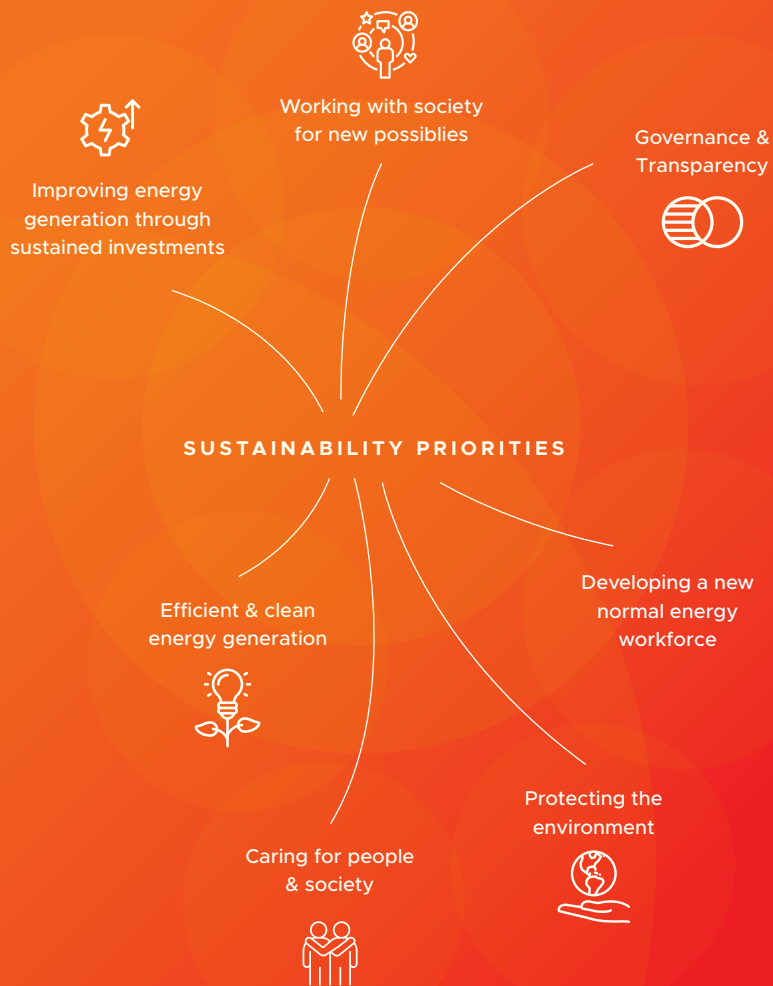 Working with society
for new possiblies
Governance &
Transparency
Improving energy
generation through
sustained investments
SUSTAINABILITY PRIORITIES
Efficient & clean
energy generation
Developing a new
normal energy
workforce
Protecting the
environment
Caring for people
& society